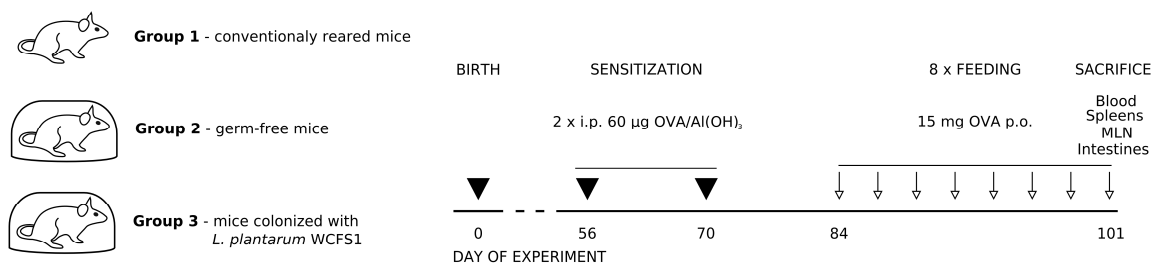 Group 1 - conventionaly reared mice
Group 2 - germ-free mice
Group 3 - mice colonized with
L. plantarum WCFS1
BIRTH SENSITIZATION 8 x FEEDING SACRIFICE
2 x i.p. 60 µg OVA/Al(OH)₃ 15 mg OVA p.o.
Blood
Spleens
MLN
Intestines
0 56 70 84 101
DAY OF EXPERIMENT